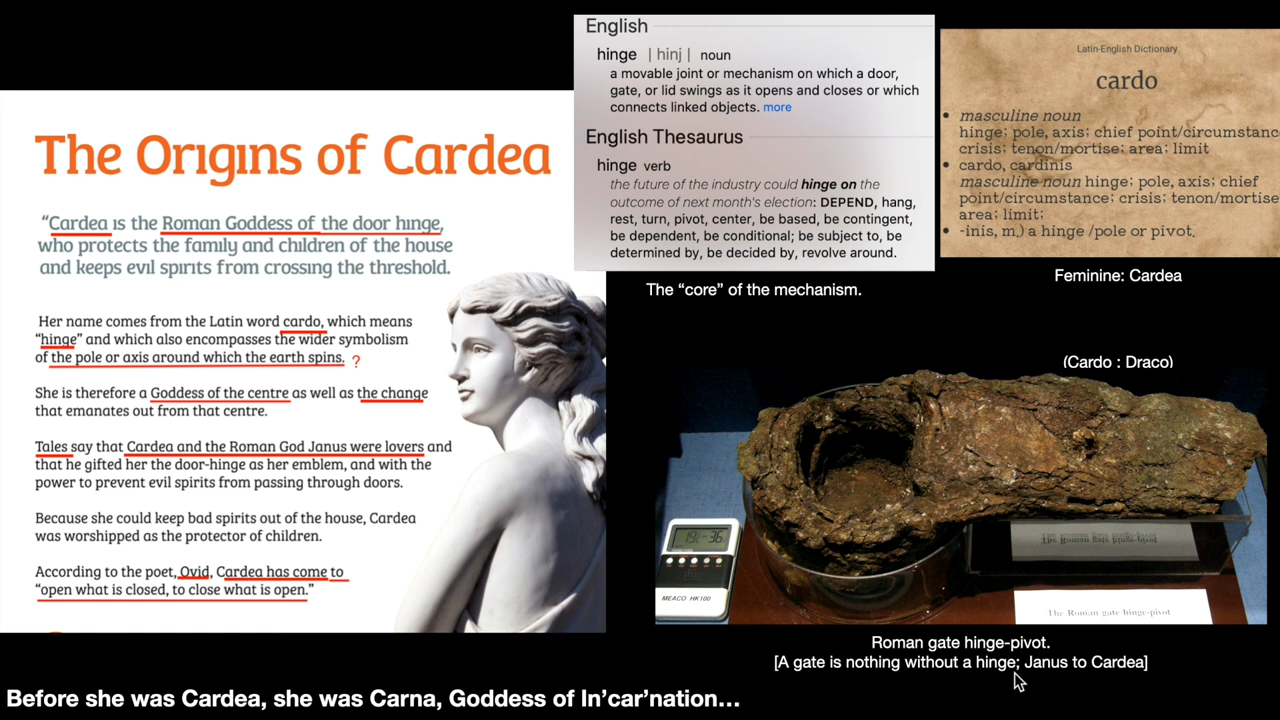 The Origins of Cardea
“Cardea is the Roman Goddess of the door hinge,
who protects the family and children of the house
and keeps evil spirits from crossing the threshold.
Her name comes from the Latin word cardo, which means
“hinge” and which also encompasses the wider symbolism
of the pole or axis around which the earth spins. ?
She is therefore a Goddess of the centre as well as the change
that emanates out from that centre.
Tales say that Cardea and the Roman God Janus were lovers and
that he gifted her the door-hinge as her emblem, and with the
power to prevent evil spirits from passing through doors.
Because she could keep bad spirits out of the house, Cardea
was worshipped as the protector of children.
According to the poet, Ovid, Cardea has come to
“open what is closed, to close what is open.”
English
hinge | hinj | noun
a movable joint or mechanism on which a door,
gate, or lid swings as it opens and closes or which
connects linked objects. more
English Thesaurus
hinge verb
the future of the industry could hinge on the
outcome of next month's election: DEPEND, hang,
rest, turn, pivot, center, be based, be contingent,
be dependent, be conditional; be subject to, be
determined by, be decided by, revolve around.
The “core” of the mechanism.
Latin-English Dictionary
cardo
• masculine noun
hinge; pole, axis; chief point/circumstanc
crisis; tenon/mortise; area; limit
• cardo, cardinis
masculine noun hinge; pole, axis; chief
point/circumstance; crisis; tenon/mortise
area; limit;
• -inis, m.) a hinge /pole or pivot.
Feminine: Cardea
(Cardo : Draco)
19c-36
MEACO HK100
The Roman gate hinge-pivot
The Roman gate hinge-pivot
Roman gate hinge-pivot.
[A gate is nothing without a hinge; Janus to Cardea]
Before she was Cardea, she was Carna, Goddess of In’car’nation...